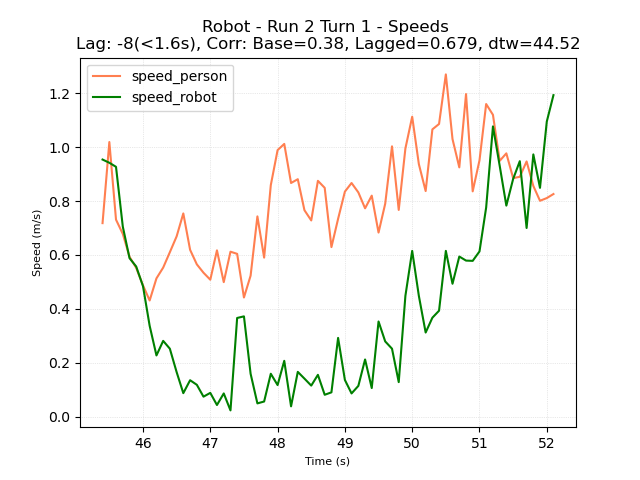 Robot - Run 2 Turn 1 - Speeds
Lag: -8(<1.6s), Corr: Base=0.38, Lagged=0.679, dtw=44.52
speed_person
speed_robot
1.2
1.0
0.8
0.6
0.4
0.2
0.0
Speed (m/s)
46 47 48 49 50 51 52
Time (s)